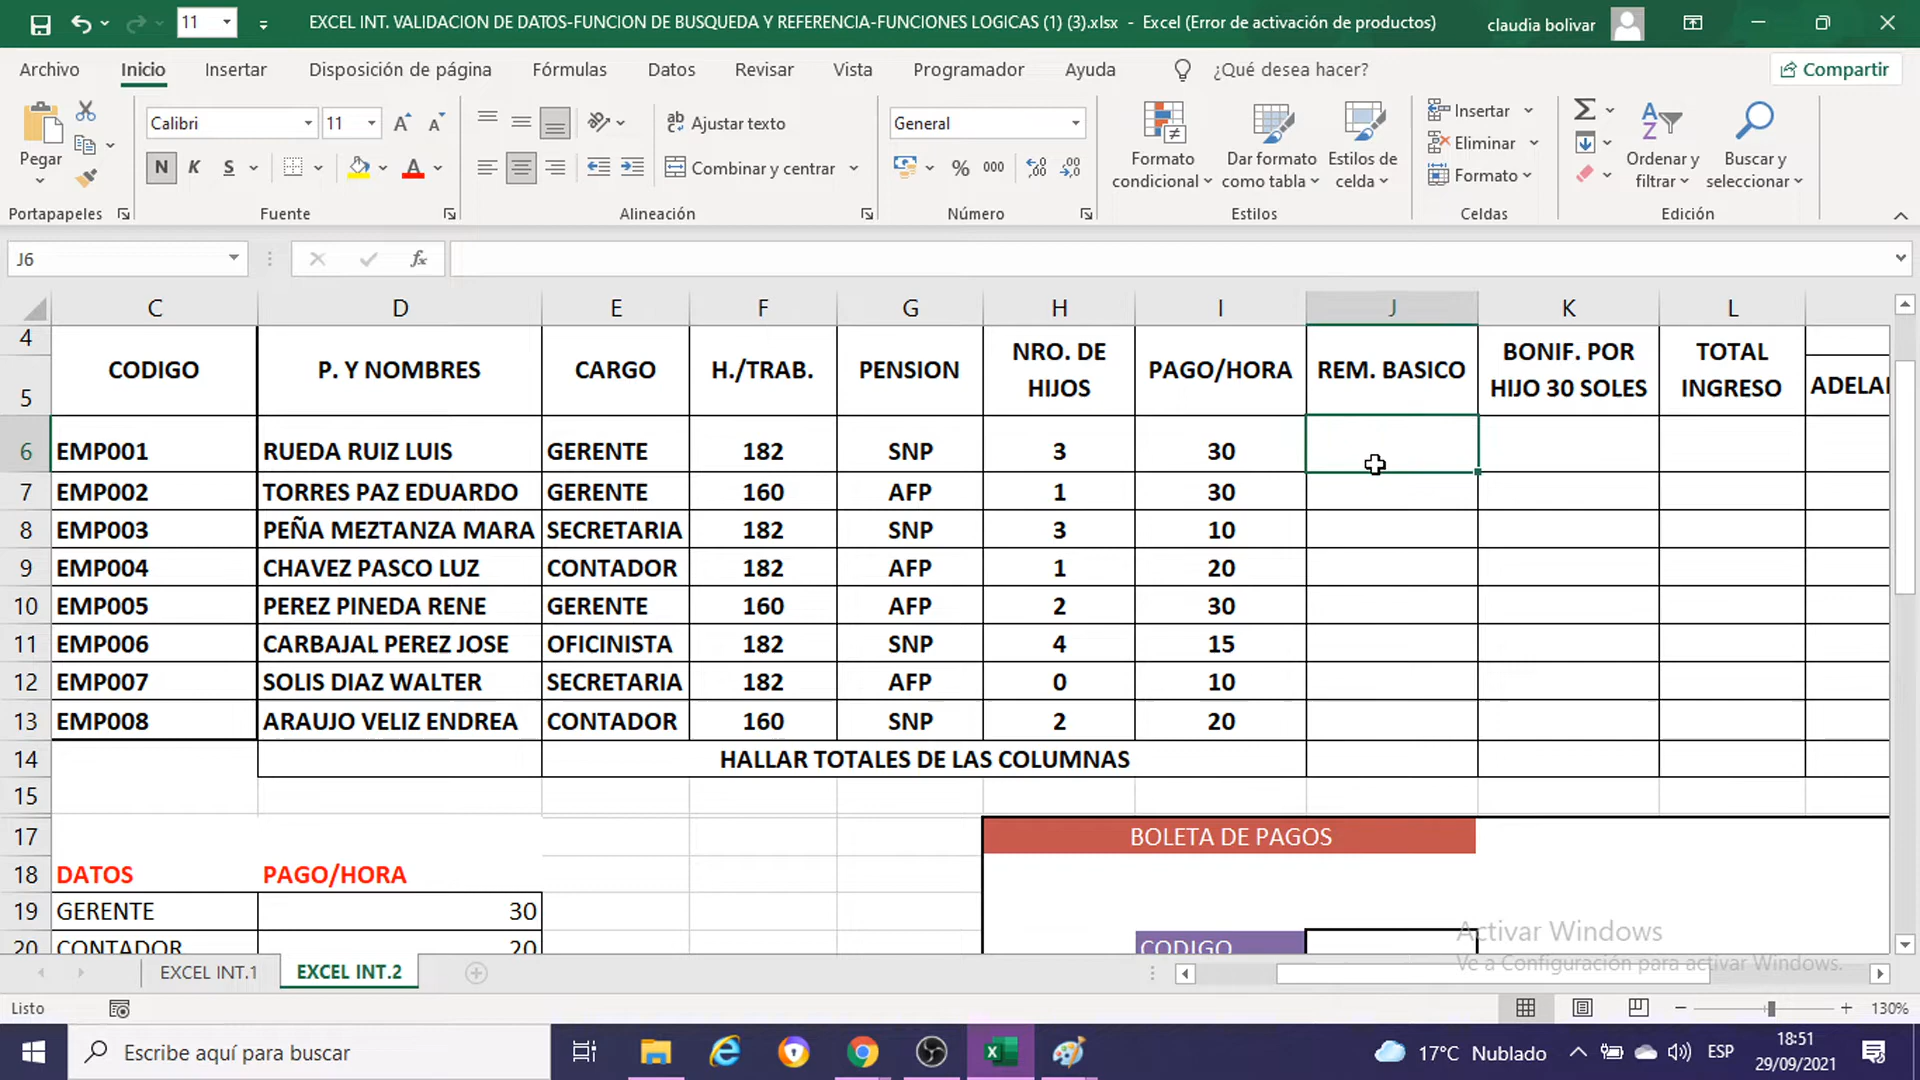 11
EXCEL INT. VALIDACION DE DATOS-FUNCION DE BUSQUEDA Y REFERENCIA-FUNCIONES LOGICAS (1) (3).xlsx - Excel (Error de activación de productos)
claudia bolivar
Archivo Inicio Insertar Disposición de página Fórmulas Datos Revisar Vista Programador Ayuda ¿Qué desea hacer? Compartir
Pegar
Calibri 11
N K S
Ajustar texto
Combinar y centrar
General
% 000
Formato condicional
Dar formato como tabla
Estilos de celda
Insertar
Eliminar
Formato
Ordenar y filtrar
Buscar y seleccionar
Portapapeles Fuente Alineación Número Estilos Celdas Edición
J6 fx
C D E F G H I J K L
4
5 CODIGO P. Y NOMBRES CARGO H./TRAB. PENSION NRO. DE HIJOS PAGO/HORA REM. BASICO BONIF. POR HIJO 30 SOLES TOTAL INGRESO ADELA
6 EMP001 RUEDA RUIZ LUIS GERENTE 182 SNP 3 30
7 EMP002 TORRES PAZ EDUARDO GERENTE 160 AFP 1 30
8 EMP003 PEÑA MEZTANZA MARA SECRETARIA 182 SNP 3 10
9 EMP004 CHAVEZ PASCO LUZ CONTADOR 182 AFP 1 20
10 EMP005 PEREZ PINEDA RENE GERENTE 160 AFP 2 30
11 EMP006 CARBAJAL PEREZ JOSE OFICINISTA 182 SNP 4 15
12 EMP007 SOLIS DIAZ WALTER SECRETARIA 182 AFP 0 10
13 EMP008 ARAUJO VELIZ ENDREA CONTADOR 160 SNP 2 20
14 HALLAR TOTALES DE LAS COLUMNAS
15
17 BOLETA DE PAGOS
18 DATOS PAGO/HORA
19 GERENTE 30
20 CONTADOR 20 CODIGO
Activar Windows
Ve a Configuración para activar Windows.
EXCEL INT.1 EXCEL INT.2
Listo 130%
Escribe aquí para buscar
17°C Nublado
ESP
18:51
29/09/2021